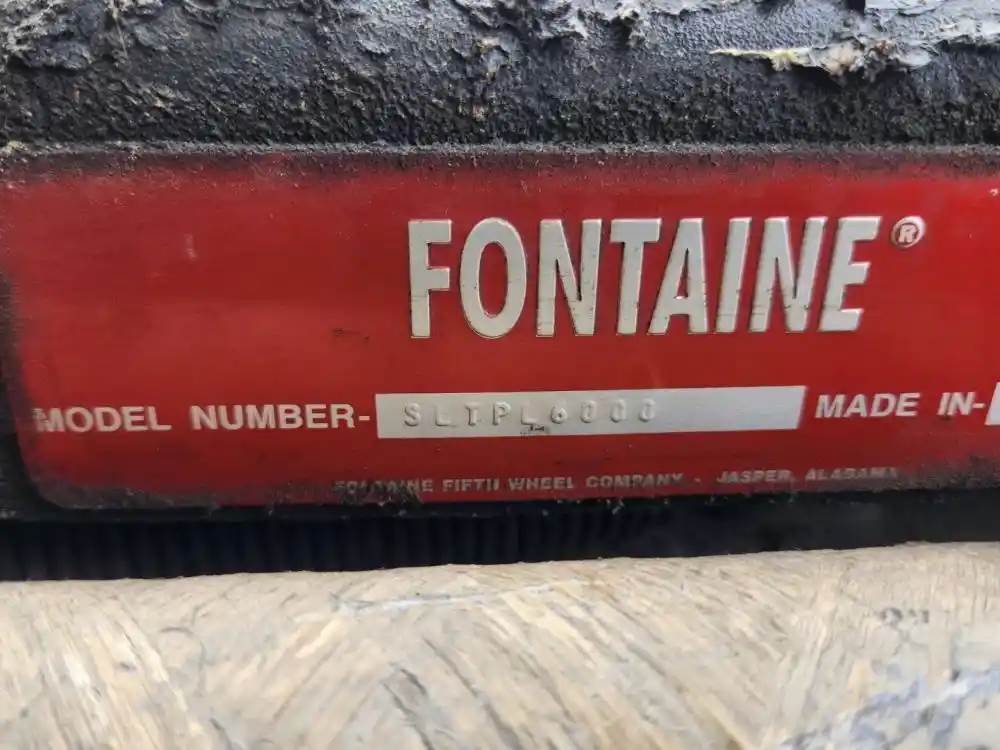 FONTAINE®
MODEL NUMBER- SLTPL6000 MADE IN-
FONTAINE FIFTH WHEEL COMPANY - JASPER, ALABAMA